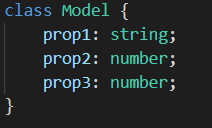 class Model {
    prop1: string;
    prop2: number;
    prop3: number;
}